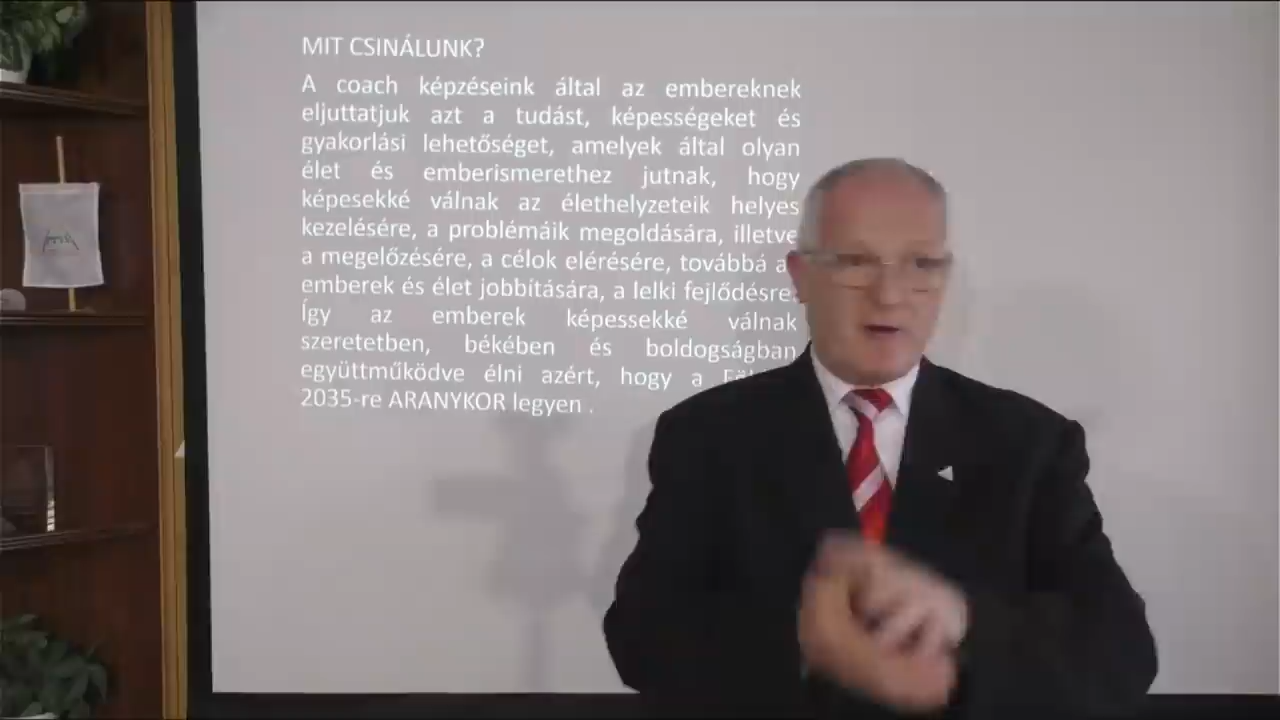 MIT CSINÁLUNK?
A coach képzéseink által az embereknek
eljuttatjuk azt a tudást, képességeket és
gyakorlási lehetőséget, amelyek által olyan
élet és emberismerethez jutnak, hogy
képesekké válnak az élethelyzeteik helyes
kezelésére, a problémáik megoldására, illetve
a megelőzésére, a célok elérésére, továbbá
emberek és élet jobbítására, a lelki fejlődésre.
Így az emberek képessekké válnak
szeretetben, békében és boldogságban
együttműködve élni azért, hogy a
2035-re ARANYKOR legyen .